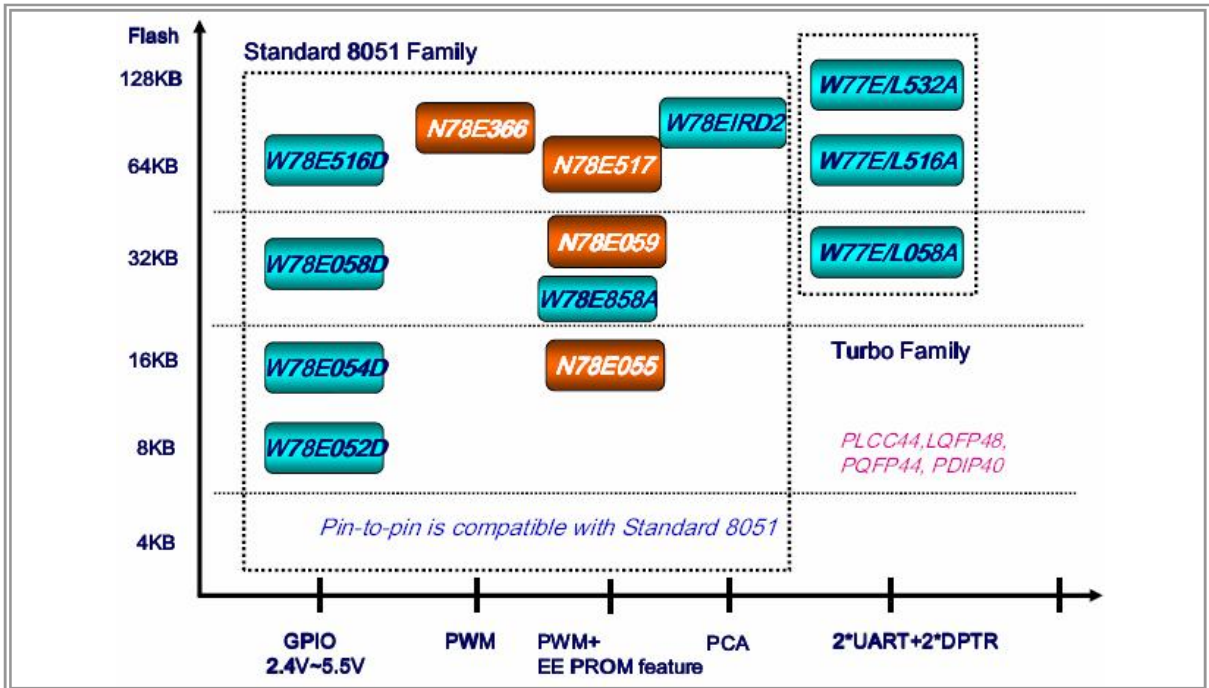 Flash
Standard 8051 Family
128KB
W77E/L532A
N78E366
W78EIRD2
64KB
W78E516D
N78E517
W77E/L516A
32KB
W78E058D
N78E059
W78E858A
W77E/L058A
16KB
W78E054D
N78E055
Turbo Family
8KB
W78E052D
PLCC44,LQFP48,
PQFP44, PDIP40
4KB
Pin-to-pin is compatible with Standard 8051
GPIO
2.4V~5.5V
PWM
PWM+
EE PROM feature
PCA
2*UART+2*DPTR